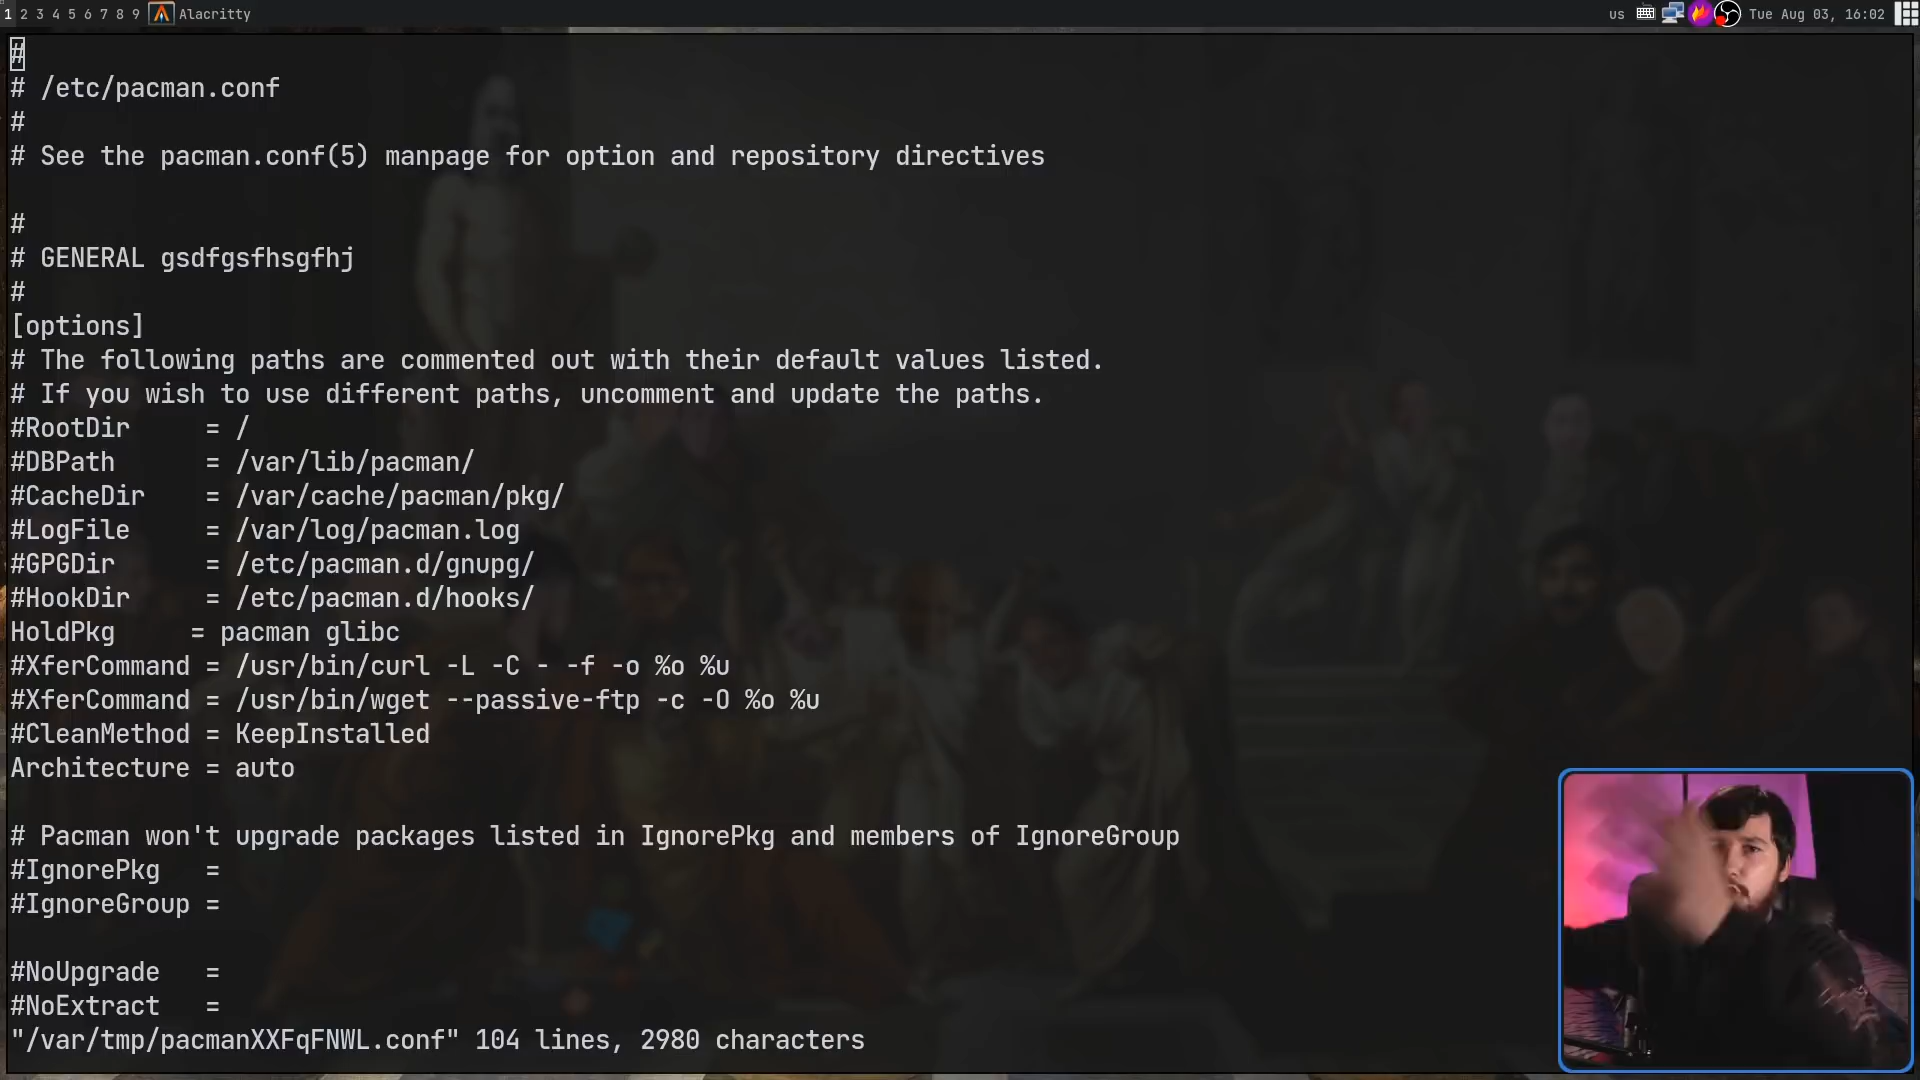 1 2 3 4 5 6 7 8 9 Alacritty us Tue Aug 03, 16:02
#
# /etc/pacman.conf
#
# See the pacman.conf(5) manpage for option and repository directives
#
# GENERAL gsdfgsfhsgfhj
#
[options]
# The following paths are commented out with their default values listed.
# If you wish to use different paths, uncomment and update the paths.
#RootDir     = /
#DBPath      = /var/lib/pacman/
#CacheDir    = /var/cache/pacman/pkg/
#LogFile     = /var/log/pacman.log
#GPGDir      = /etc/pacman.d/gnupg/
#HookDir     = /etc/pacman.d/hooks/
HoldPkg     = pacman glibc
#XferCommand = /usr/bin/curl -L -C - -f -o %o %u
#XferCommand = /usr/bin/wget --passive-ftp -c -O %o %u
#CleanMethod = KeepInstalled
Architecture = auto
# Pacman won't upgrade packages listed in IgnorePkg and members of IgnoreGroup
#IgnorePkg   =
#IgnoreGroup =
#NoUpgrade   =
#NoExtract   =
"/var/tmp/pacmanXXFqFNWL.conf" 104 lines, 2980 characters